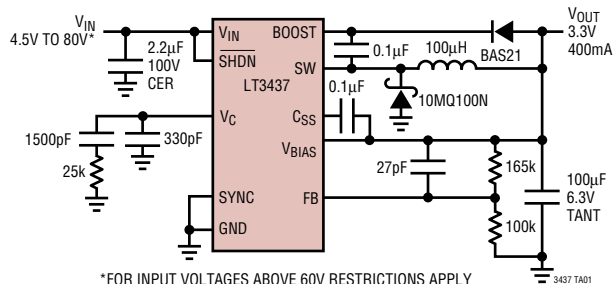 VIN
4.5V TO 80V*
2.2µF
100V
CER
VIN
SHDN
LT3437
VC
1500pF
330pF
25k
SYNC
GND
BOOST
SW
CSS
VBIAS
FB
0.1µF
100µH
BAS21
10MQ100N
0.1µF
27pF
165k
100k
VOUT
3.3V
400mA
100µF
6.3V
TANT
*FOR INPUT VOLTAGES ABOVE 60V RESTRICTIONS APPLY
3437 TA01